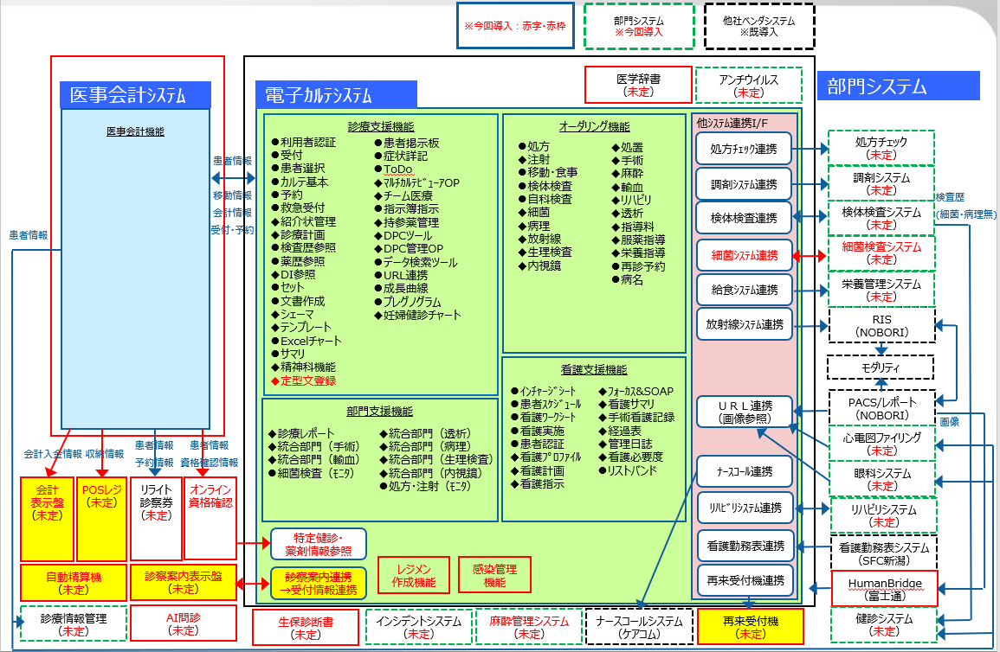 ※今回導入：赤字･赤枠
部門システム
※今回導入
他社ベンダシステム
※既導入
医事会計ｼｽﾃﾑ
医事会計機能
患者情報
移動情報
会計情報
受付･予約
患者情報
電子ｶﾙﾃｼｽﾃﾑ
医学辞書
（未定）
アンチウイルス
（未定）
部門システム
診療支援機能
●利用者認証
●受付
●患者選択
●カルテ基本
●予約
●救急受付
◆紹介状管理
◆診療計画
●検査歴参照
●薬歴参照
◆DI参照
●セット
●文書作成
◆シェーマ
◆テンプレート
●Excelチャート
●サマリ
◆精神科機能
◆定型文登録
●患者掲示板
●症状詳記
●ToDo
◆ﾏﾙﾁｶﾙﾃﾋﾞｭｰｱOP
◆チーム医療
●指示簿指示
◆持参薬管理
◆DPCツール
◆DPC管理OP
●データ検索ツール
●URL連携
●成長曲線
●プレグノグラム
◆妊婦健診チャート
オーダリング機能
●処方
◆注射
●移動･食事
●検体検査
●自科検査
◆細菌
◆病理
◆放射線
◆生理検査
◆内視鏡
◆処置
◆手術
◆麻酔
◆輸血
◆リハビリ
◆透析
◆指導料
◆服薬指導
◆栄養指導
●再診予約
●病名
部門支援機能
◆診療レポート
◆統合部門（手術）
◆統合部門（輸血）
●細菌検査（ﾓﾆﾀ）
◆統合部門（透析）
◆統合部門（病理）
◆統合部門（生理検査）
◆統合部門（内視鏡）
●処方・注射（ﾓﾆﾀ）
看護支援機能
●ｲﾝﾁｬｰｼﾞｼｰﾄ
●患者ｽｹｼﾞｭｰﾙ
●看護ﾜｰｸｼｰﾄ
●看護実施
●患者認証
◆看護ﾌﾟﾛﾌｧｲﾙ
◆看護計画
◆看護指示
◆ﾌｫｰｶｽ&SOAP
◆看護サマリ
◆手術看護記録
◆経過表
◆管理日誌
◆看護必要度
●リストバンド
他ｼｽﾃﾑ連携I/F
処方ﾁｪｯｸ連携
調剤ｼｽﾃﾑ連携
検体検査連携
細菌ｼｽﾃﾑ連携
給食ｼｽﾃﾑ連携
放射線ｼｽﾃﾑ連携
ＵＲＬ連携
（画像参照）
ﾅｰｽｺｰﾙ連携
ﾘﾊﾋﾞﾘｼｽﾃﾑ連携
看護勤務表連携
再来受付機連携
処方チェック
（未定）
調剤システム
（未定）
検体検査システム
（未定）
細菌検査システム
（未定）
栄養管理システム
（未定）
RIS
（NOBORI）
モダリティ
PACS/レポート
（NOBORI）
心電図ファイリング
（未定）
眼科システム
（未定）
リハビリシステム
（未定）
看護勤務表システム
（SFC新潟）
HumanBridge
（富士通）
健診システム
（未定）
検査歴
(細菌･病理無)
画像
会計入金情報
収納情報
患者情報
予約情報
患者情報
資格確認情報
会計
表示盤
（未定）
POSレジ
（未定）
リライト
診察券
（未定）
オンライン
資格確認
自動精算機
（未定）
診察案内表示盤
（未定）
診療情報管理
（未定）
AI問診
（未定）
特定健診･
薬剤情報参照
診察案内連携
→受付情報連携
レジメン
作成機能
感染管理
機能
生保診断書
（未定）
インシデントシステム
（未定）
麻酔管理システム
（未定）
ナースコールシステム
（ケアコム）
再来受付機
（未定）